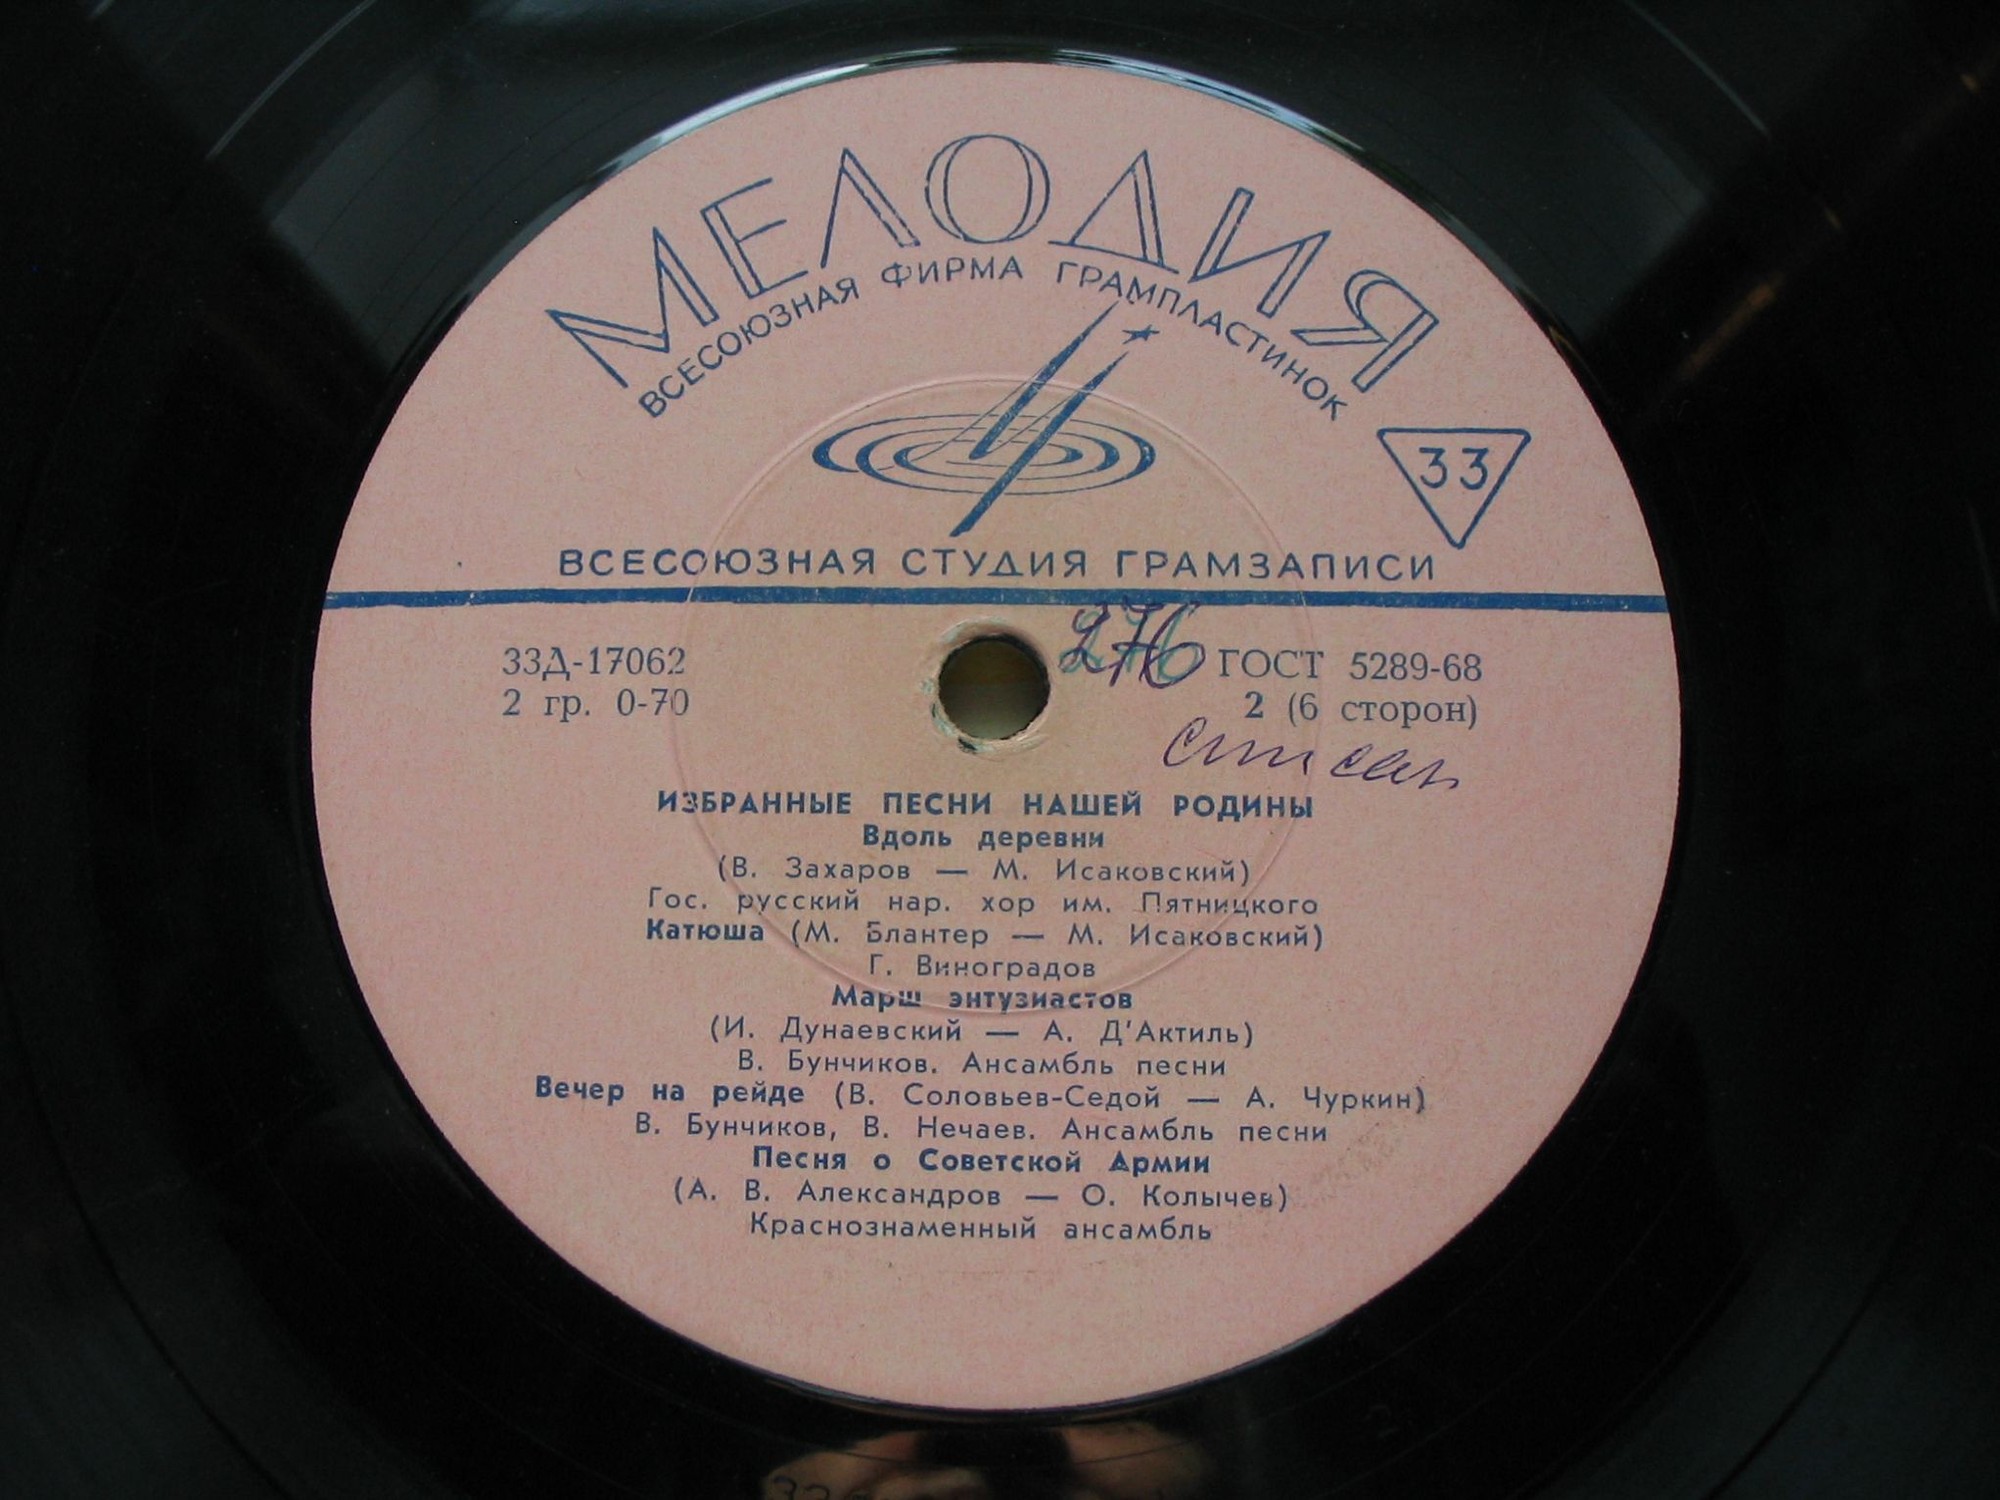 МЕЛОДИЯ
ВСЕСОЮЗНАЯ ФИРМА ГРАМПЛАСТИНОК
33
ВСЕСОЮЗНАЯ СТУДИЯ ГРАМЗАПИСИ
276
33Д-17062 ГОСТ 5289-68
2 гр. 0-70 2 (6 сторон)
ИЗБРАННЫЕ ПЕСНИ НАШЕЙ РОДИНЫ
Вдоль деревни
(В. Захаров — М. Исаковский)
Гос. русский нар. хор им. Пятницкого
Катюша (М. Блантер — М. Исаковский)
Г. Виноградов
Марш энтузиастов
(И. Дунаевский — А. Д'Актиль)
В. Бунчиков. Ансамбль песни
Вечер на рейде (В. Соловьев-Седой — А. Чуркин)
В. Бунчиков, В. Нечаев. Ансамбль песни
Песня о Советской Армии
(А. В. Александров — О. Колычев)
Краснознаменный ансамбль